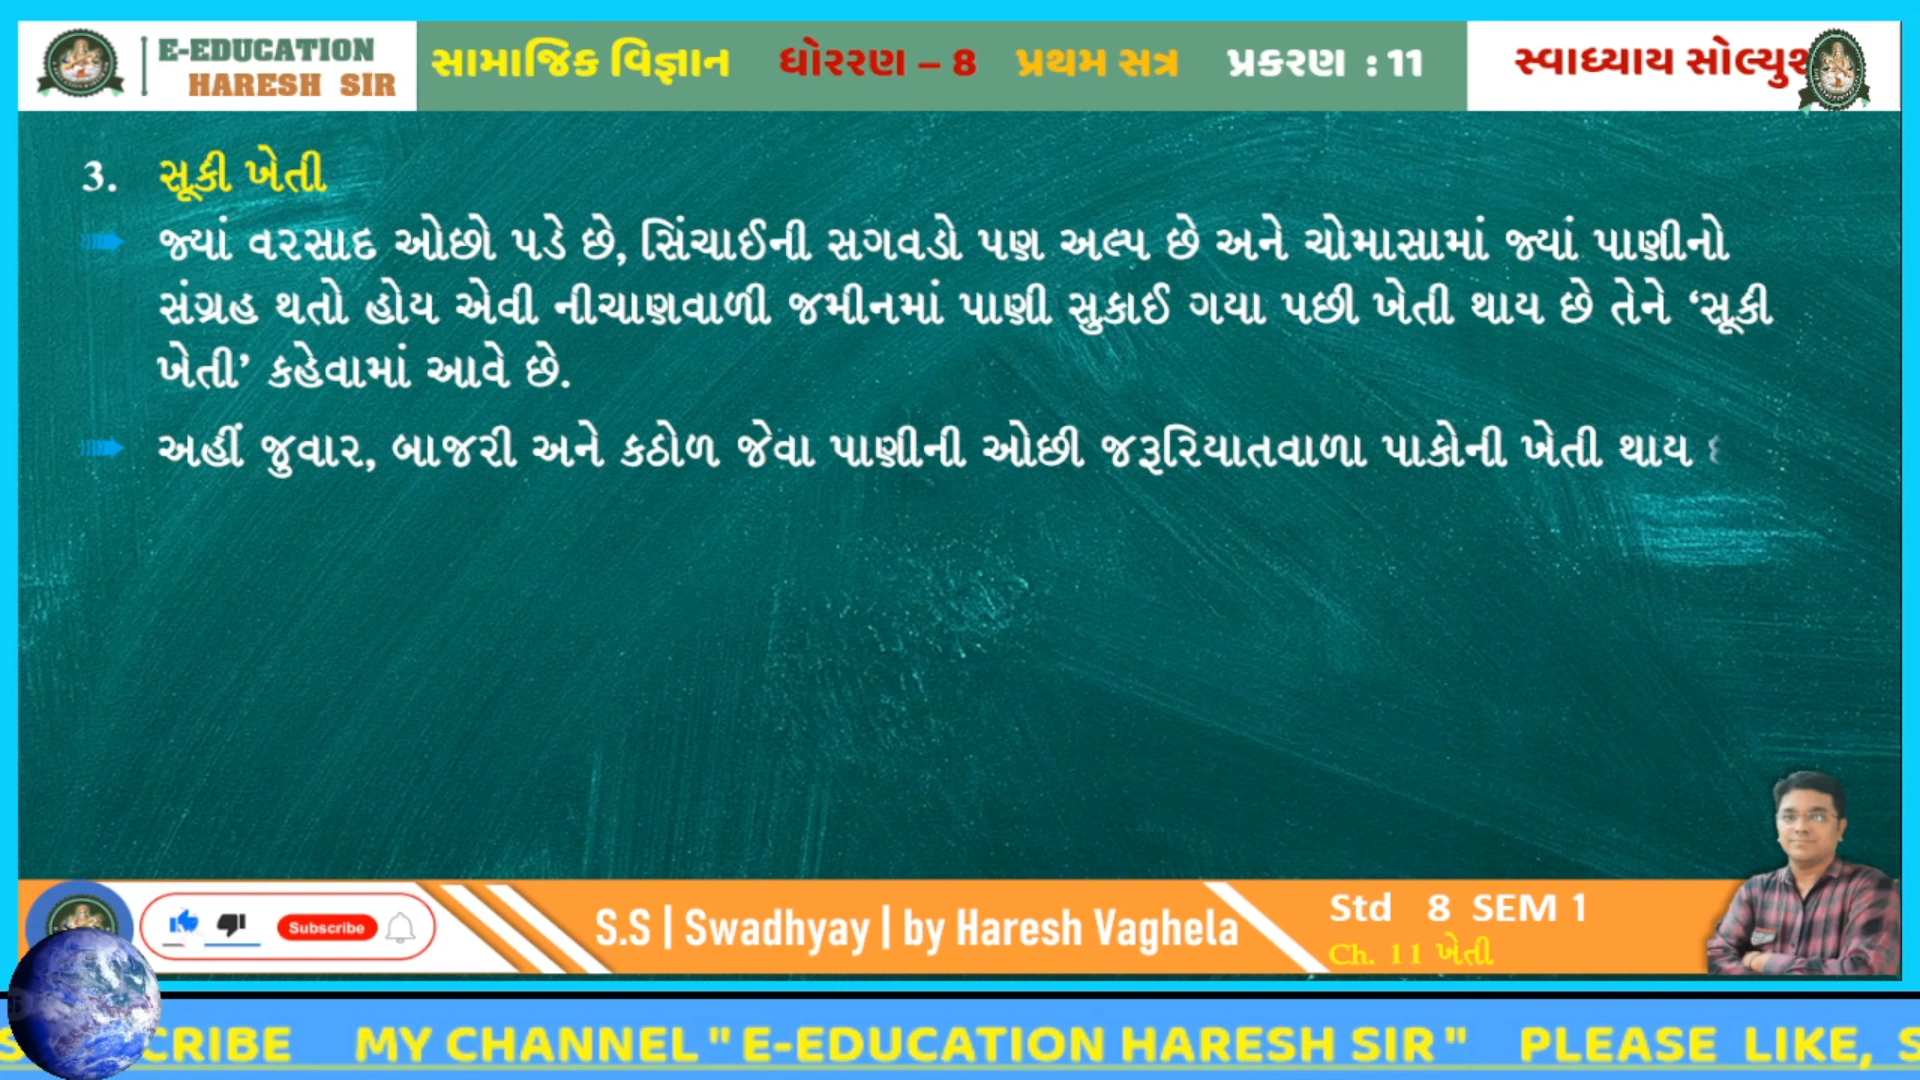 E-EDUCATION
HARESH SIR
સામાજિક વિજ્ઞાન ધોરરણ – 8 પ્રથમ સત્ર પ્રકરણ : 11
સ્વાધ્યાય
3. સૂકી ખેતી
જ્યાં વરસાદ ઓછો પડે છે, સિંચાઈની સગવડો પણ અલ્પ છે અને ચોમાસામાં જ્યાં પાણીનો
સંગ્રહ થતો હોય એવી નીચાણવાળી જમીનમાં પાણી સુકાઈ ગયા પછી ખેતી થાય છે તેને ‘સૂકી
ખેતી’ કહેવામાં આવે છે.
અહીં જુવાર, બાજરી અને કઠોળ જેવા પાણીની ઓછી જરૂરિયાતવાળા પાકોની ખેતી થાય
Subscribe
S.S | Swadhyay | by Haresh Vaghela
Std 8 SEM 1
Ch. 11 ખેતી
MY CHANNEL "E-EDUCATION HARESH SIR" PLEASE LIKE,